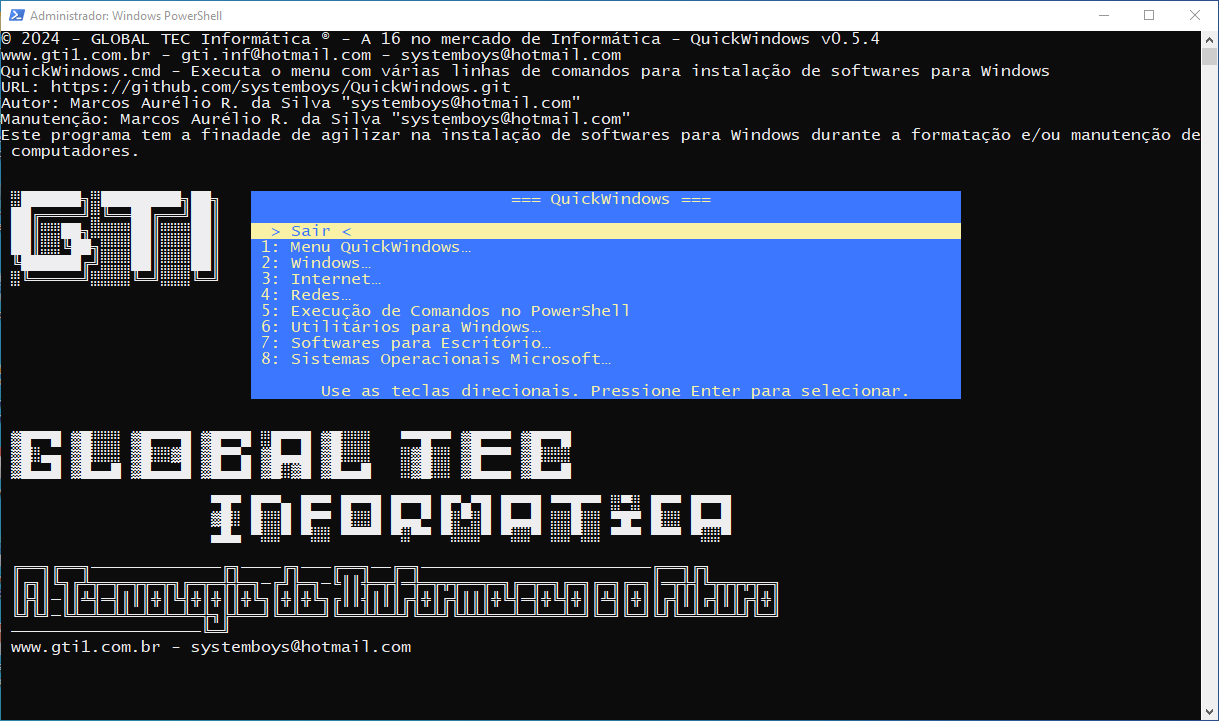 Administrador: Windows PowerShell
© 2024 - GLOBAL TEC Informática ® - A 16 no mercado de Informática - QuickWindows v0.5.4
www.gti1.com.br - gti.inf@hotmail.com - systemboys@hotmail.com
QuickWindows.cmd - Executa o menu com várias linhas de comandos para instalação de softwares para Windows
URL: https://github.com/systemboys/QuickWindows.git
Autor: Marcos Aurélio R. da Silva "systemboys@hotmail.com"
Manutenção: Marcos Aurélio R. da Silva "systemboys@hotmail.com"
Este programa tem a finadade de agilizar na instalação de softwares para Windows durante a formatação e/ou manutenção de
computadores.
GTI
=== QuickWindows ===
> Sair <
1: Menu QuickWindows…
2: Windows…
3: Internet…
4: Redes…
5: Execução de Comandos no PowerShell
6: Utilitários para Windows…
7: Softwares para Escritório…
8: Sistemas Operacionais Microsoft…
Use as teclas direcionais. Pressione Enter para selecionar.
GLOBAL TEC
INFORMATICA
www.gti1.com.br - systemboys@hotmail.com